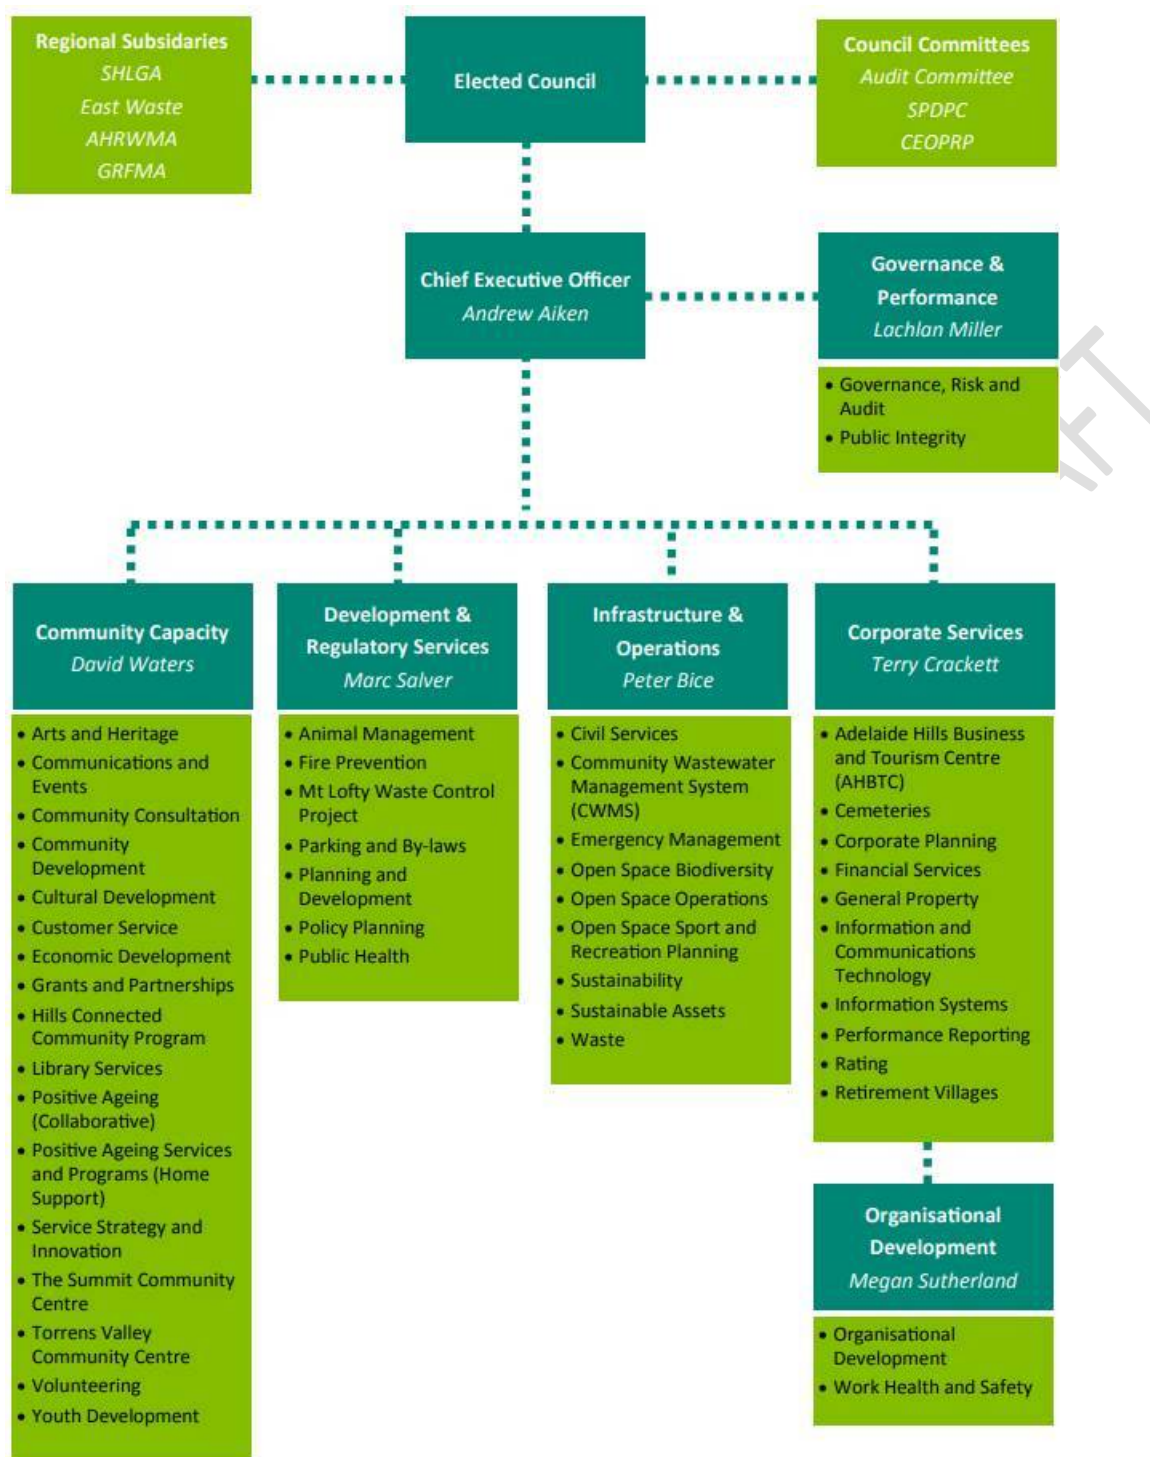 Regional Subsidaries
SHLGA
East Waste
AHRWMA
GRFMA
Elected Council
Council Committees
Audit Committee
SPDPC
CEOPRP
Chief Executive Officer
Andrew Aiken
Governance &
Performance
Lachlan Miller
• Governance, Risk and
Audit
• Public Integrity
Community Capacity
David Waters
• Arts and Heritage
• Communications and
Events
• Community Consultation
• Community
Development
• Cultural Development
• Customer Service
• Economic Development
• Grants and Partnerships
• Hills Connected
Community Program
• Library Services
• Positive Ageing
(Collaborative)
• Positive Ageing Services
and Programs (Home
Support)
• Service Strategy and
Innovation
• The Summit Community
Centre
• Torrens Valley
Community Centre
• Volunteering
• Youth Development
Development &
Regulatory Services
Marc Salver
• Animal Management
• Fire Prevention
• Mt Lofty Waste Control
Project
• Parking and By-laws
• Planning and
Development
• Policy Planning
• Public Health
Infrastructure &
Operations
Peter Bice
• Civil Services
• Community Wastewater
Management System
(CWMS)
• Emergency Management
• Open Space Biodiversity
• Open Space Operations
• Open Space Sport and
Recreation Planning
• Sustainability
• Sustainable Assets
• Waste
Corporate Services
Terry Crackett
• Adelaide Hills Business
and Tourism Centre
(AHBTC)
• Cemeteries
• Corporate Planning
• Financial Services
• General Property
• Information and
Communications
Technology
• Information Systems
• Performance Reporting
• Rating
• Retirement Villages
Organisational
Development
Megan Sutherland
• Organisational
Development
• Work Health and Safety